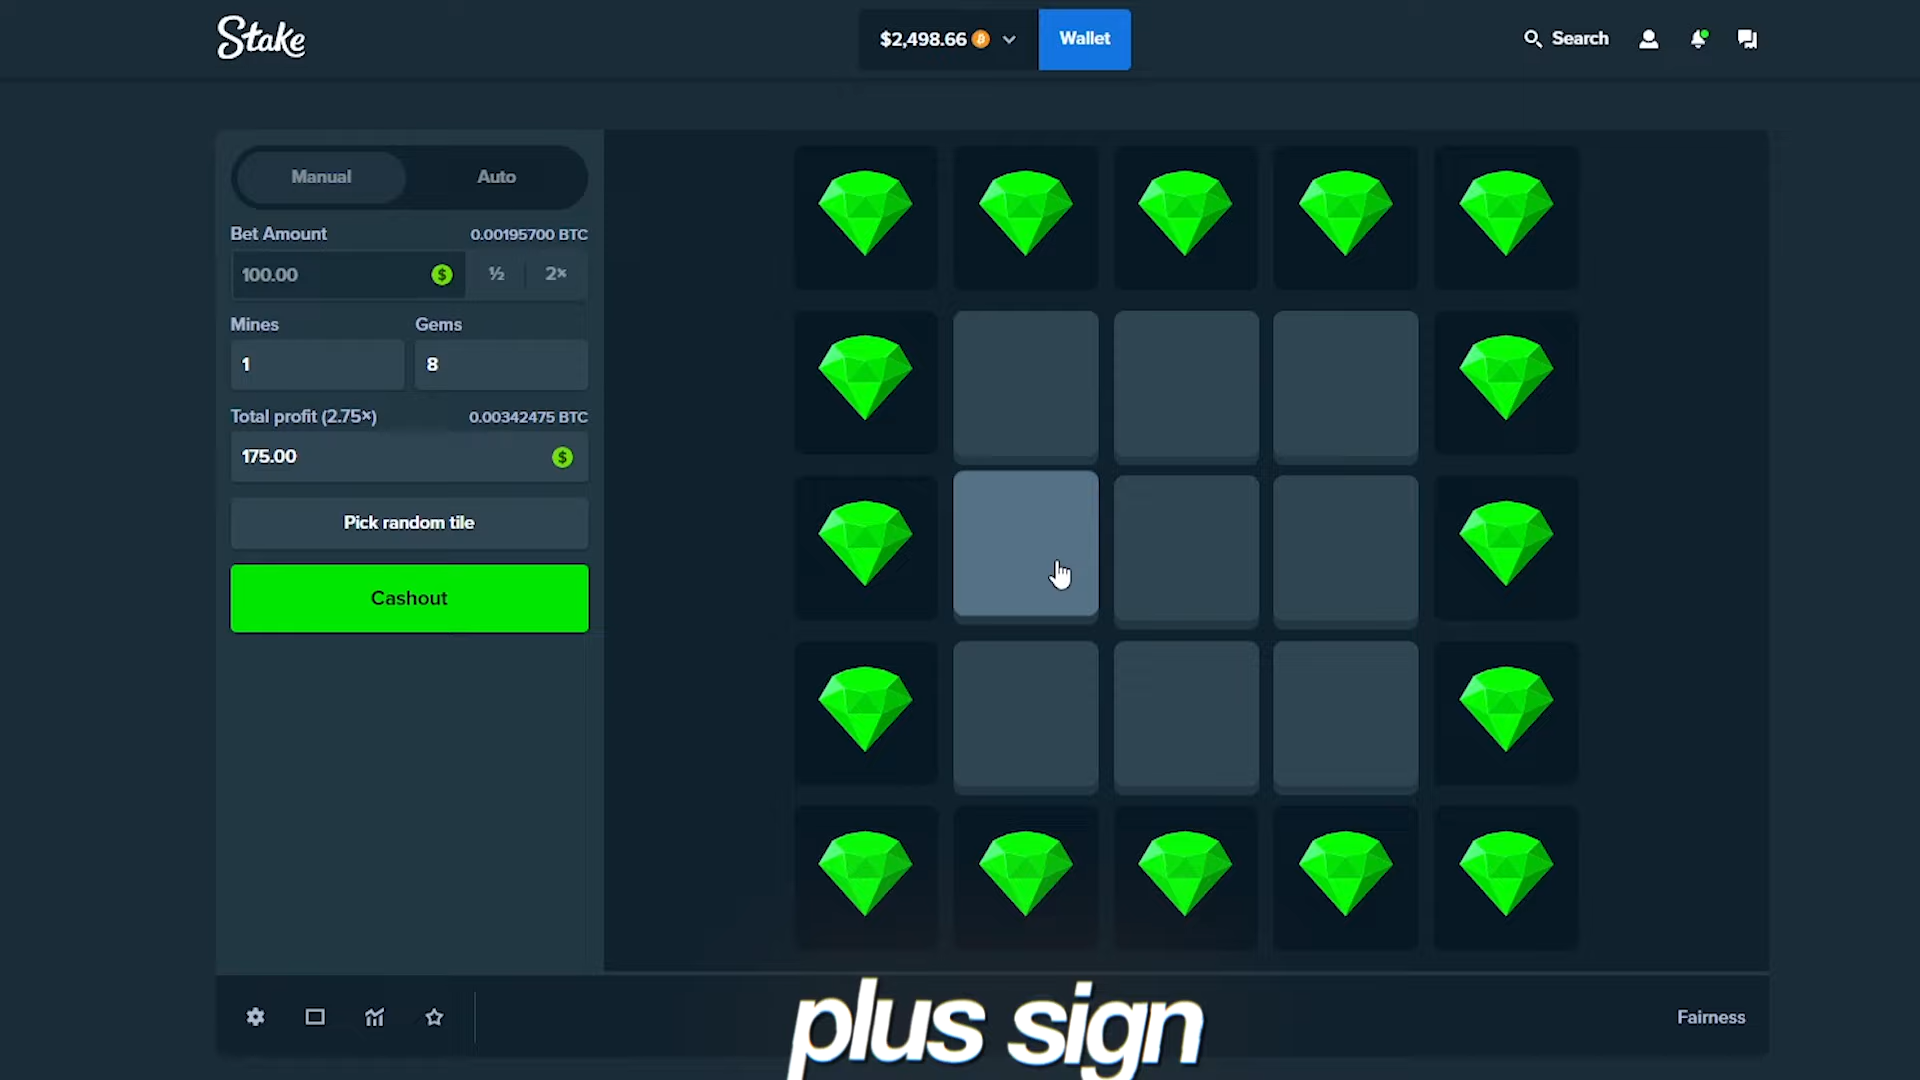 Stake
$2,498.66
Wallet
Search
Manual
Auto
Bet Amount
0.00195700 BTC
100.00
$
½
2×
Mines
Gems
1
8
Total profit (2.75×)
0.00342475 BTC
175.00
$
Pick random tile
Cashout
plus sign
Fairness